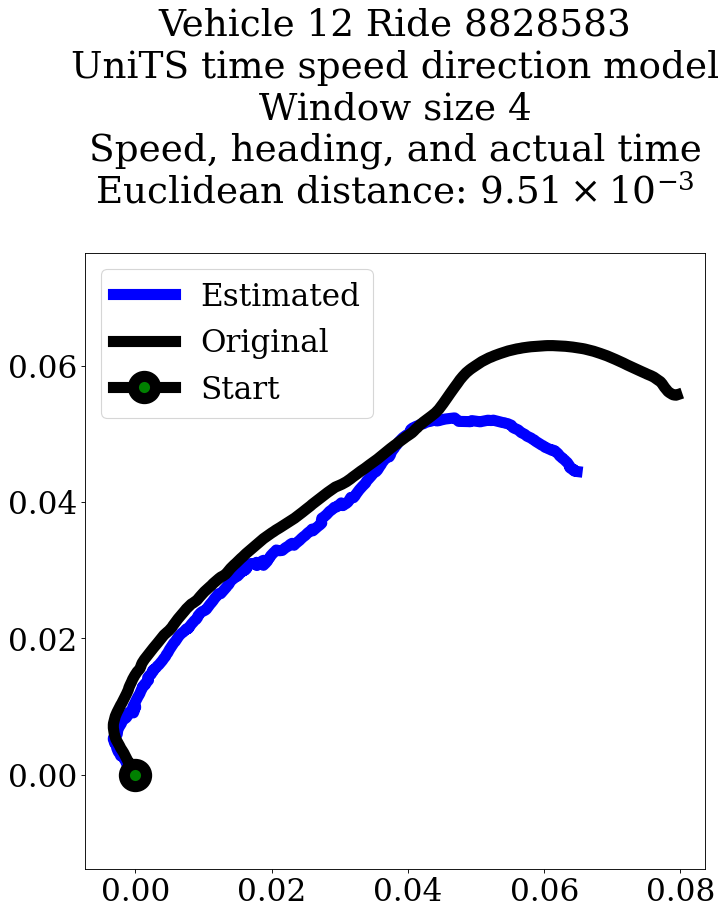 Vehicle 12 Ride 8828583
UniTS time speed direction model
Window size 4
Speed, heading, and actual time
Euclidean distance: 9.51 × 10⁻³
Estimated
Original
Start
0.06
0.04
0.02
0.00
0.00 0.02 0.04 0.06 0.08